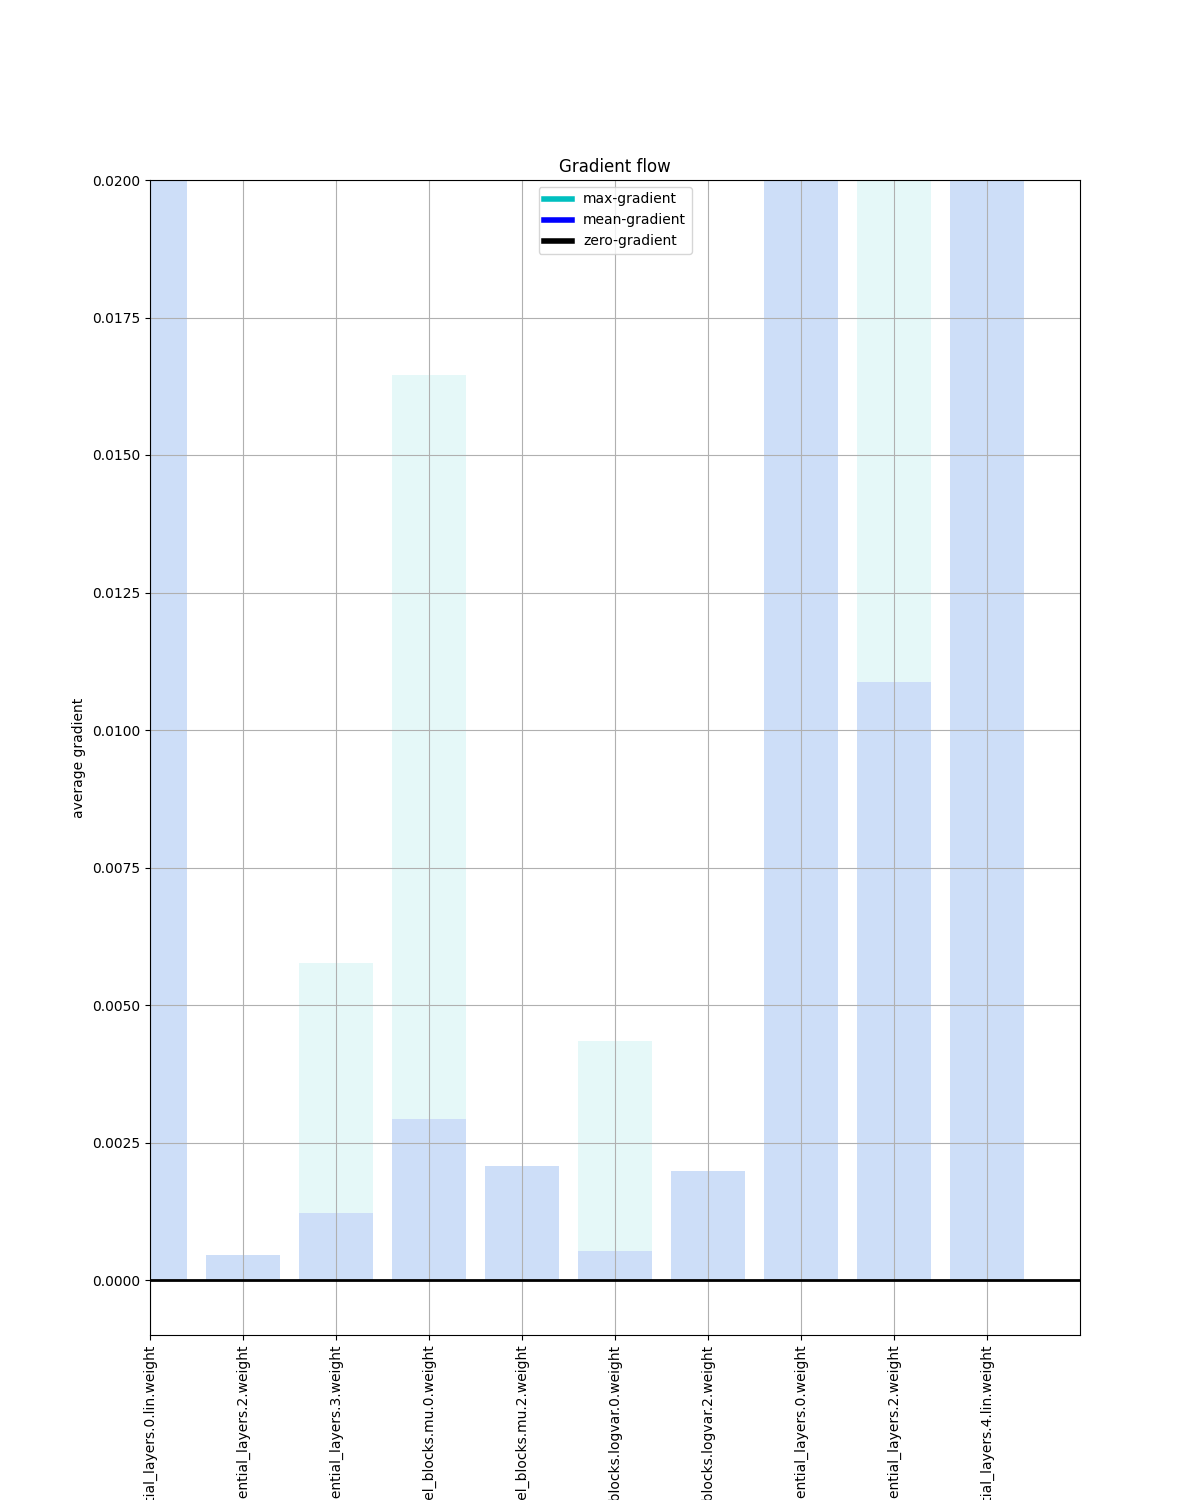 Gradient flow
max-gradient
mean-gradient
zero-gradient
0.0200
0.0175
0.0150
0.0125
0.0100
0.0075
0.0050
0.0025
0.0000
average gradient
tial_layers.0.lin.weight
ential_layers.2.weight
ential_layers.3.weight
el_blocks.mu.0.weight
el_blocks.mu.2.weight
blocks.logvar.0.weight
blocks.logvar.2.weight
ential_layers.0.weight
ential_layers.2.weight
tial_layers.4.lin.weight